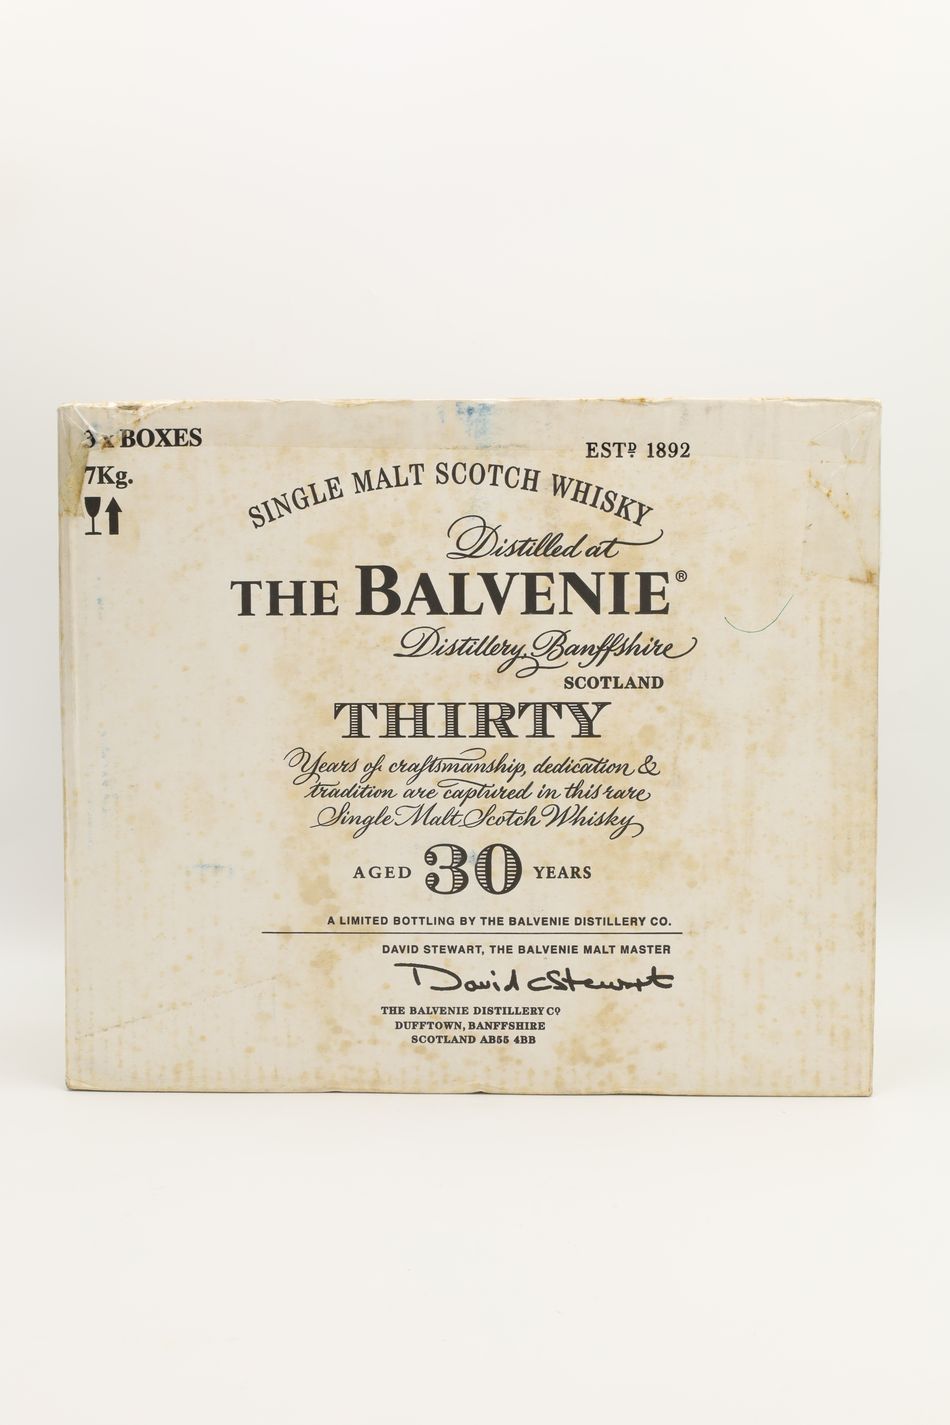 3 x BOXES
7Kg.
ESTD. 1892
SINGLE MALT SCOTCH WHISKY
Distilled at
THE BALVENIE®
Distillery, Banffshire
SCOTLAND
THIRTY
Years of craftsmanship, dedication &
tradition are captured in this rare
Single Malt Scotch Whisky
AGED 30 YEARS
A LIMITED BOTTLING BY THE BALVENIE DISTILLERY CO.
DAVID STEWART, THE BALVENIE MALT MASTER
David C Stewart
THE BALVENIE DISTILLERY Co
DUFFTOWN, BANFFSHIRE
SCOTLAND AB55 4BB